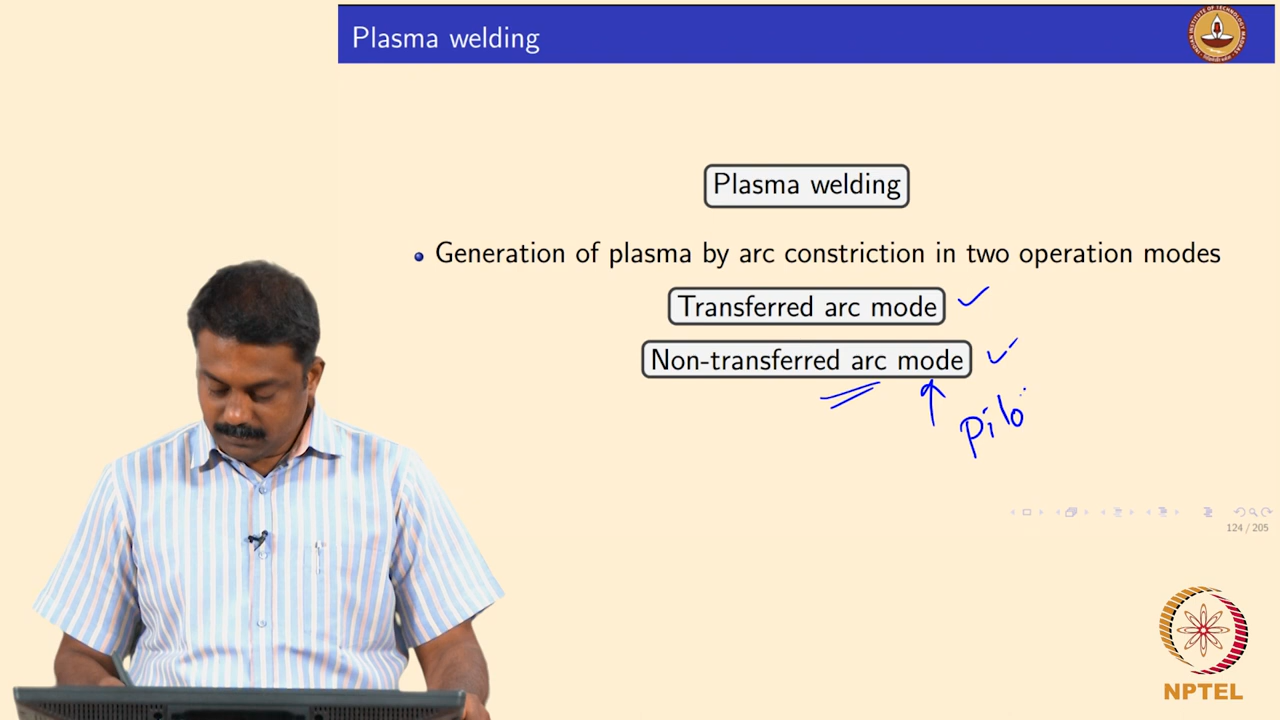 Plasma welding
Plasma welding
Generation of plasma by arc constriction in two operation modes
Transferred arc mode
Non-transferred arc mode
Pilo
124 / 205
NPTEL